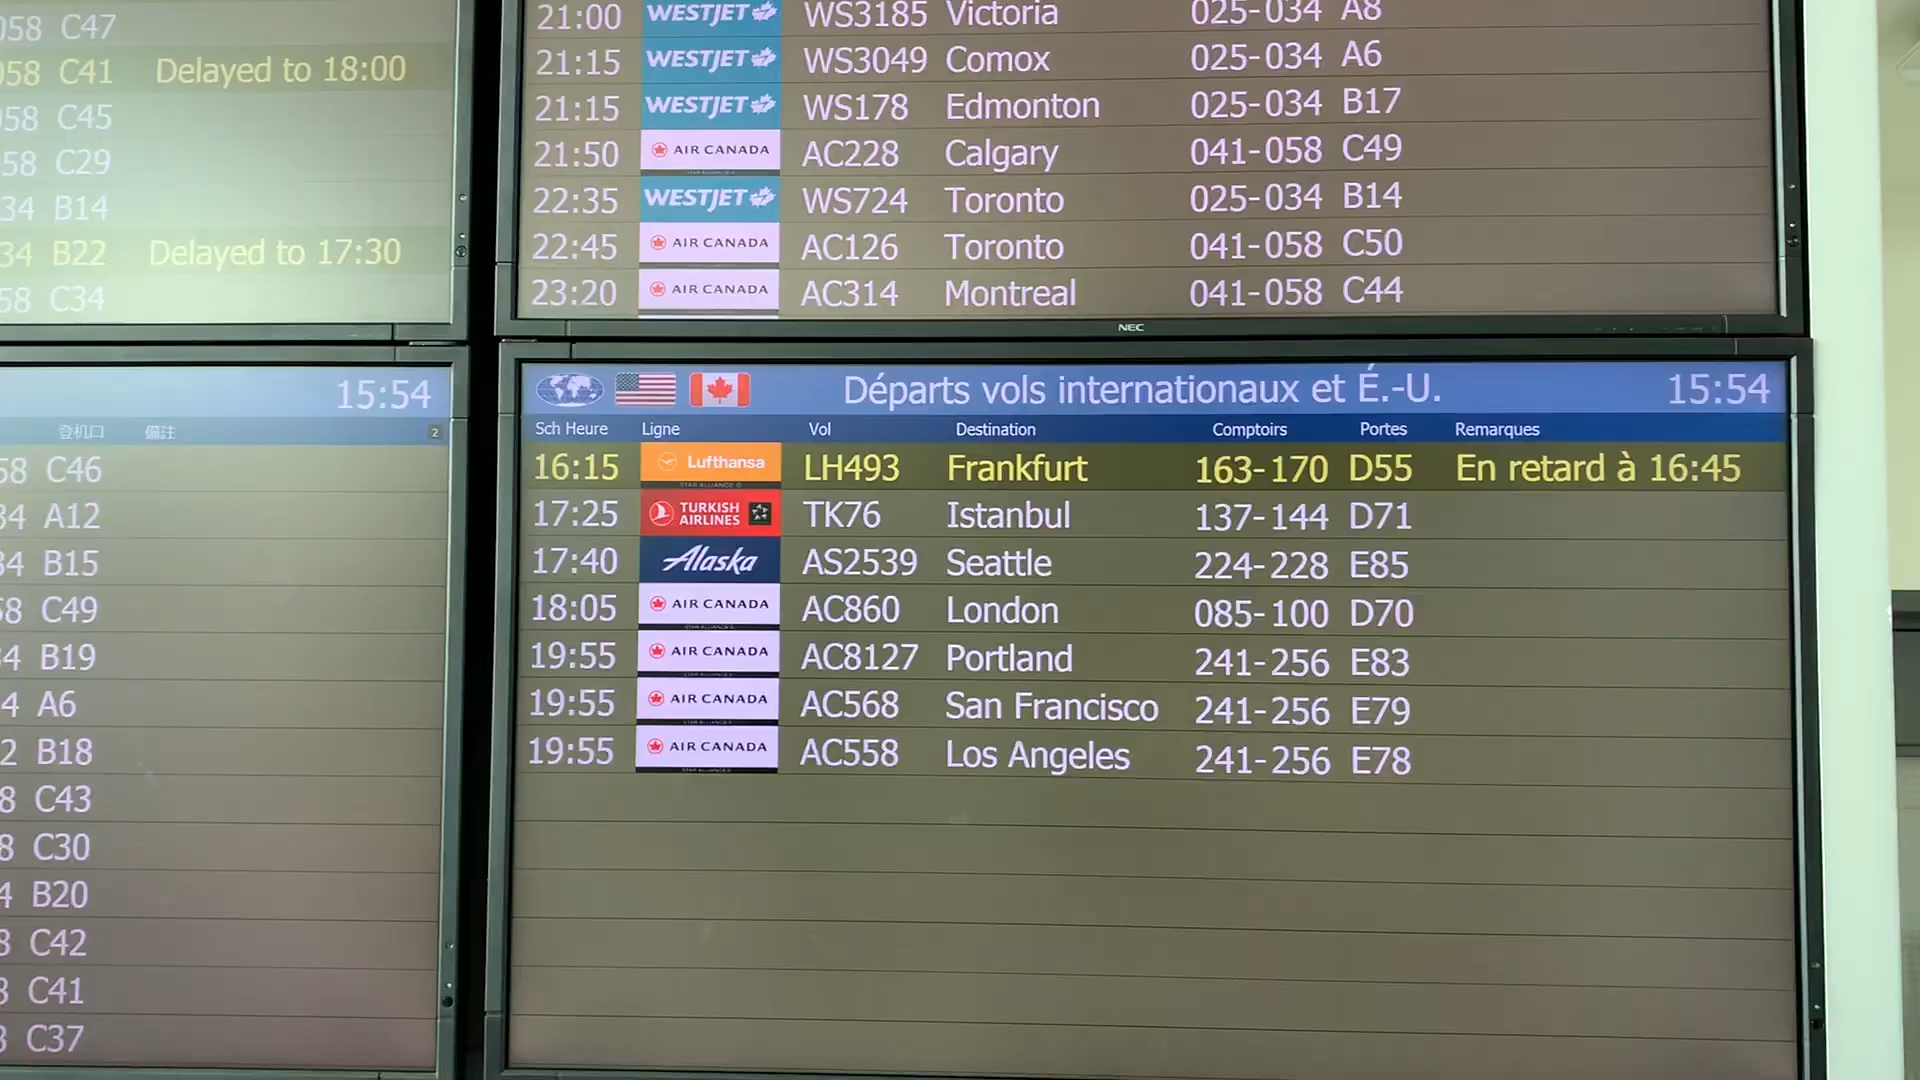 058 C47
058 C41 Delayed to 18:00
058 C45
058 C29
034 B14
034 B22 Delayed to 17:30
058 C34
21:00 WESTJET WS3185 Victoria 025-034 A8
21:15 WESTJET WS3049 Comox 025-034 A6
21:15 WESTJET WS178 Edmonton 025-034 B17
21:50 AIR CANADA AC228 Calgary 041-058 C49
22:35 WESTJET WS724 Toronto 025-034 B14
22:45 AIR CANADA AC126 Toronto 041-058 C50
23:20 AIR CANADA AC314 Montreal 041-058 C44
NEC
15:54
登机口 備註 2
58 C46
34 A12
34 B15
58 C49
34 B19
4 A6
2 B18
8 C43
8 C30
4 B20
8 C42
8 C41
8 C37
Départs vols internationaux et É.-U. 15:54
Sch Heure Ligne Vol Destination Comptoirs Portes Remarques
16:15 Lufthansa LH493 Frankfurt 163-170 D55 En retard à 16:45
17:25 TURKISH AIRLINES TK76 Istanbul 137-144 D71
17:40 Alaska AS2539 Seattle 224-228 E85
18:05 AIR CANADA AC860 London 085-100 D70
19:55 AIR CANADA AC8127 Portland 241-256 E83
19:55 AIR CANADA AC568 San Francisco 241-256 E79
19:55 AIR CANADA AC558 Los Angeles 241-256 E78